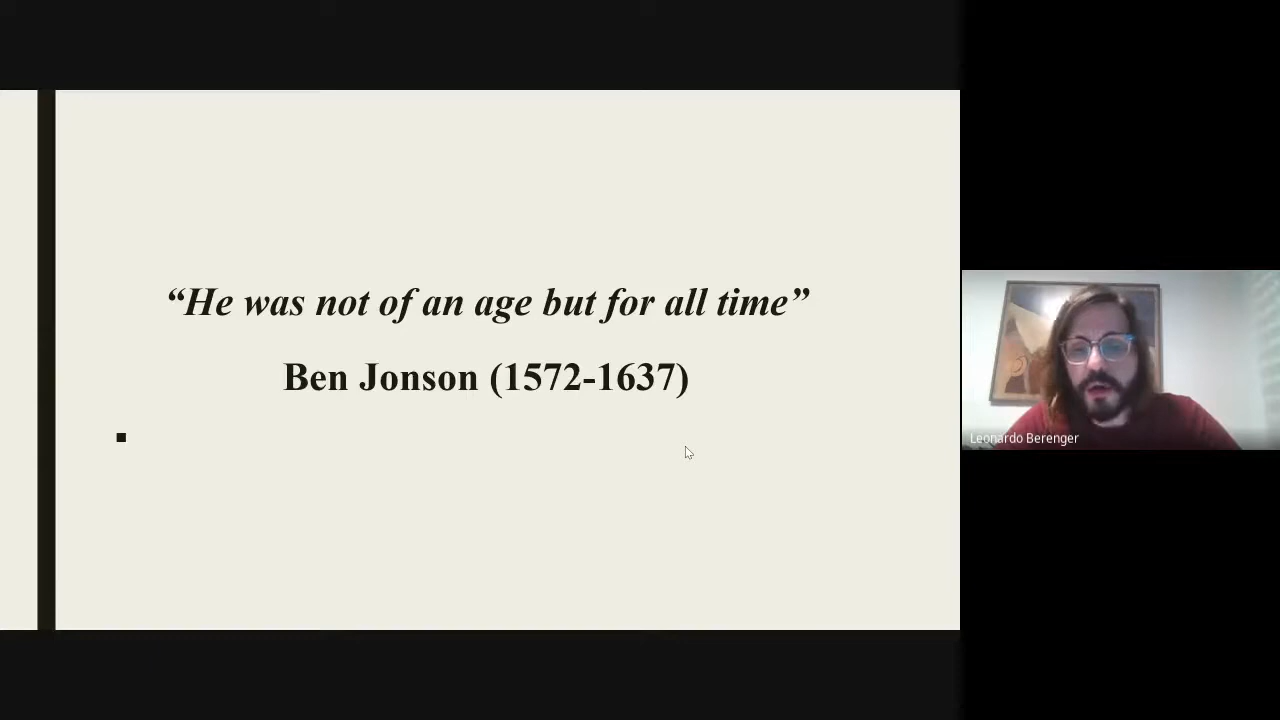 “He was not of an age but for all time”
Ben Jonson (1572-1637)
Leonardo Berenger